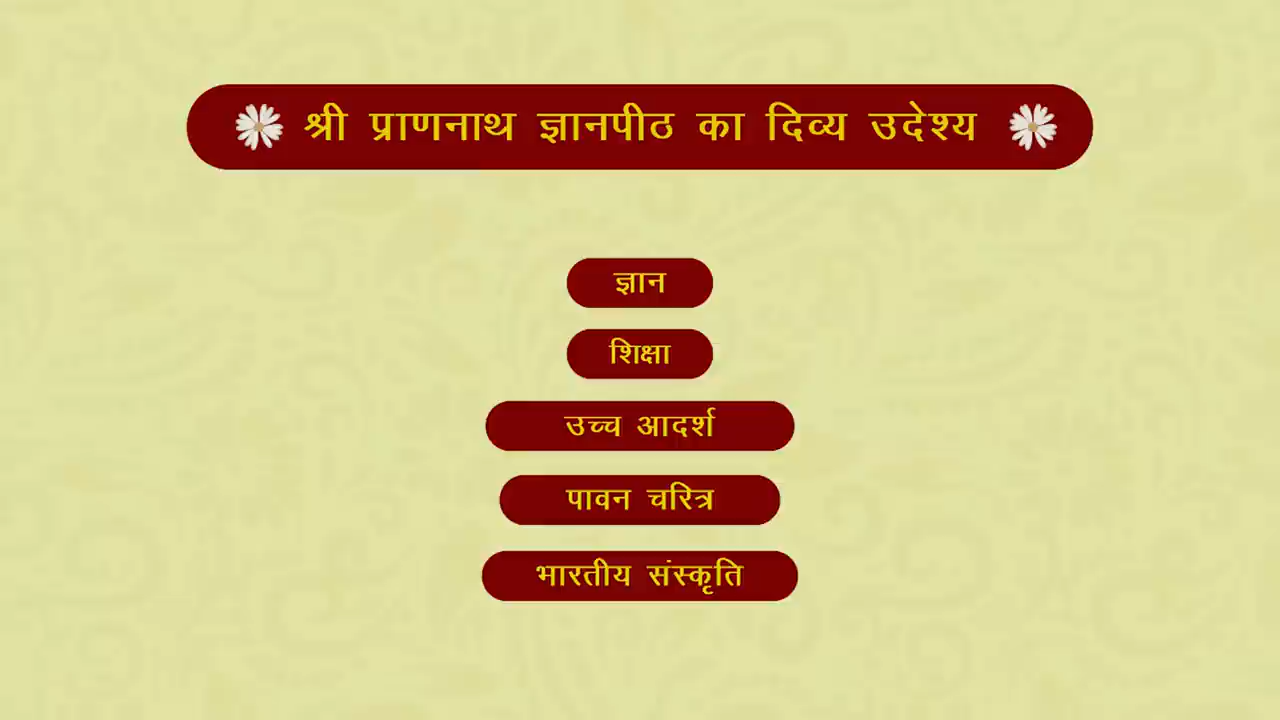 श्री प्राणनाथ ज्ञानपीठ का दिव्य उदेश्य
ज्ञान
शिक्षा
उच्च आदर्श
पावन चरित्र
भारतीय संस्कृति